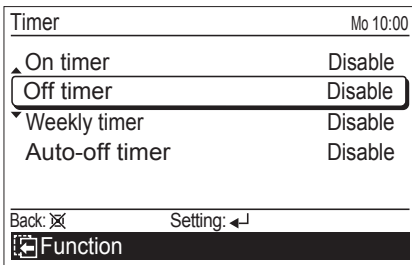 Timer Mo 10:00
On timer Disable
Off timer Disable
Weekly timer Disable
Auto-off timer Disable
Back: Setting:
Function